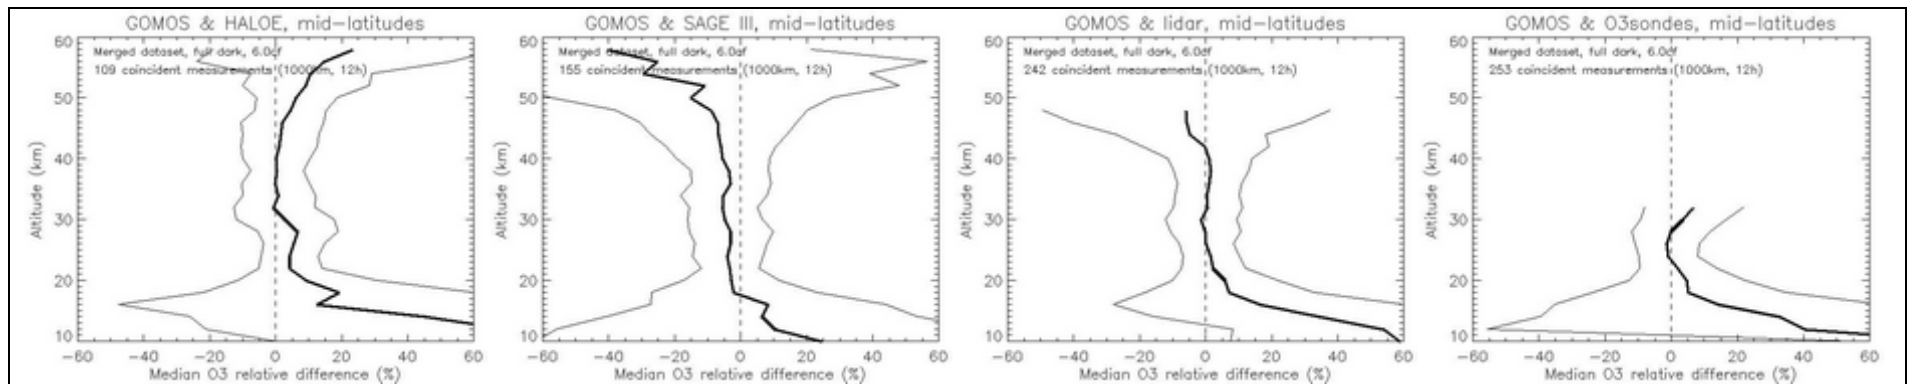 GOMOS & HALOE, mid-latitudes
Merged dataset, full dark, 6.0cf
109 coincident measurements (1000km, 12h)
60
50
40
30
20
10
Altitude (km)
-60 -40 -20 0 20 40 60
Median O3 relative difference (%)
GOMOS & SAGE III, mid-latitudes
Merged dataset, full dark, 6.0af
155 coincident measurements (1000km, 12h)
60
50
40
30
20
10
Altitude (km)
-60 -40 -20 0 20 40 60
Median O3 relative difference (%)
GOMOS & lidar, mid-latitudes
Merged dataset, full dark, 6.0cf
242 coincident measurements (1000km, 12h)
60
50
40
30
20
10
Altitude (km)
-60 -40 -20 0 20 40 60
Median O3 relative difference (%)
GOMOS & O3sondes, mid-latitudes
Merged dataset, full dark, 6.0cf
253 coincident measurements (1000km, 12h)
60
50
40
30
20
10
Altitude (km)
-60 -40 -20 0 20 40 60
Median O3 relative difference (%)